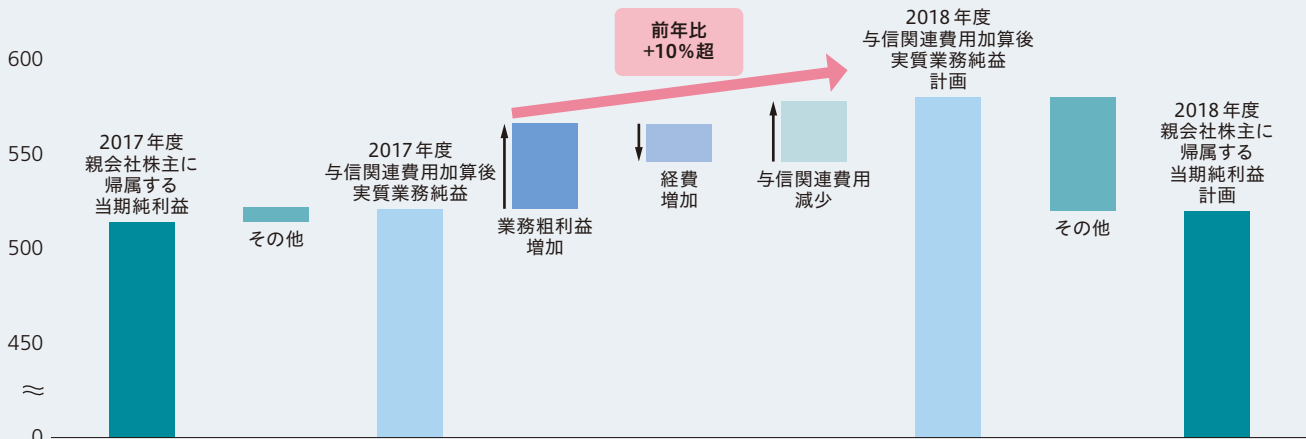 600
550
500
450
≈
0
2017年度
親会社株主に
帰属する
当期純利益
その他
2017年度
与信関連費用加算後
実質業務純益
業務粗利益
増加
前年比
+10%超
経費
増加
与信関連費用
減少
2018年度
与信関連費用加算後
実質業務純益
計画
その他
2018年度
親会社株主に
帰属する
当期純利益
計画